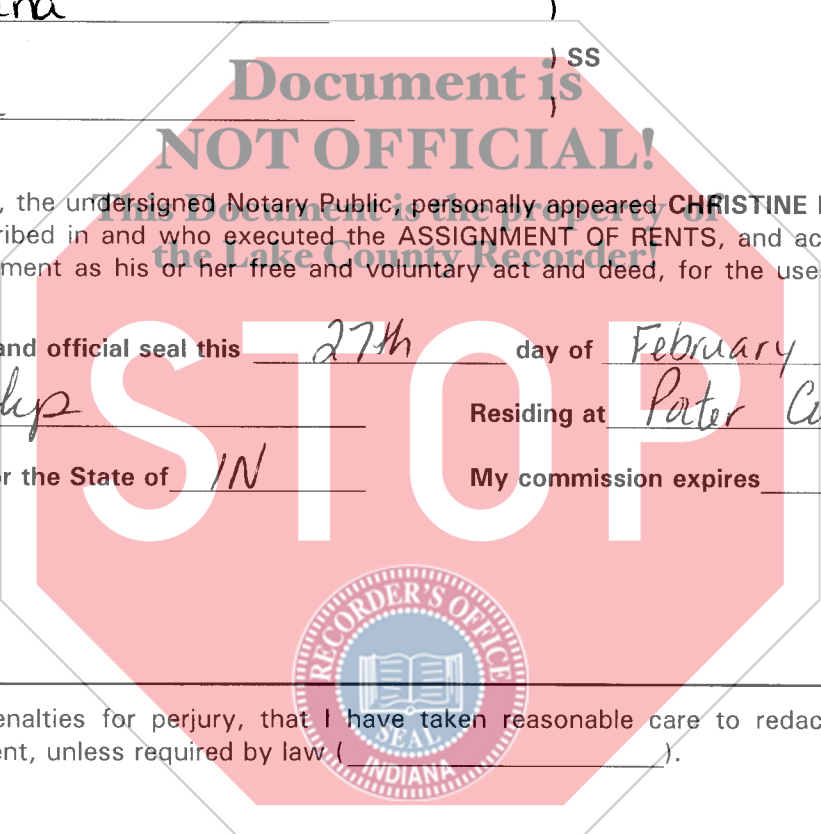 ) SS
Document is
)
NOT OFFICIAL!
This Document is the property of
the Lake County Recorder!
, the undersigned Notary Public, personally appeared CHRISTINE
ribed in and who executed the ASSIGNMENT OF RENTS, and ac
ment as his or her free and voluntary act and deed, for the use
and official seal this 27th day of February
Residing at Porter
r the State of IN My commission expires
STOP
RECORDER'S OFFICE
SEAL
INDIANA
enalties for perjury, that I have taken reasonable care to redac
ent, unless required by law ( ).